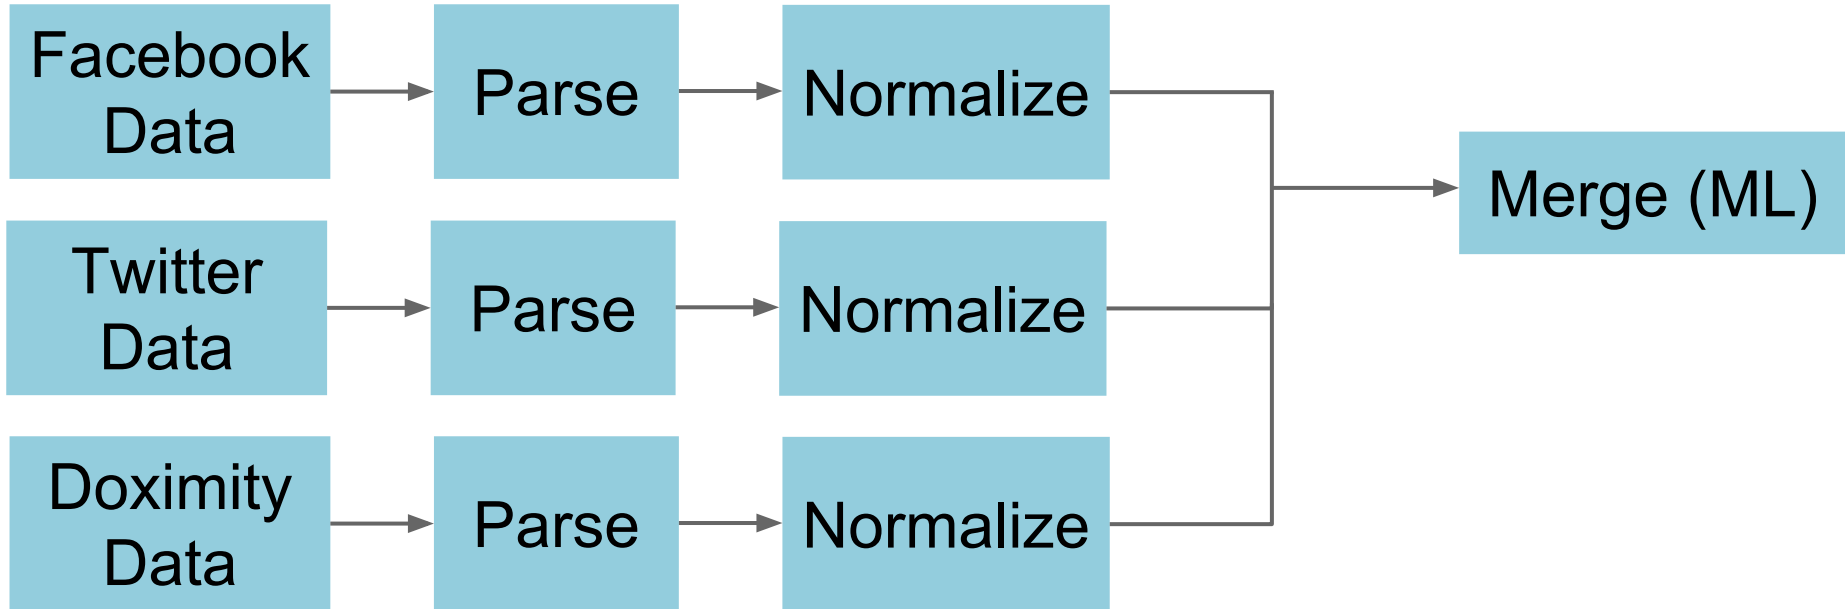 Facebook
Data
Parse
Normalize
Merge (ML)
Twitter
Data
Parse
Normalize
Doximity
Data
Parse
Normalize